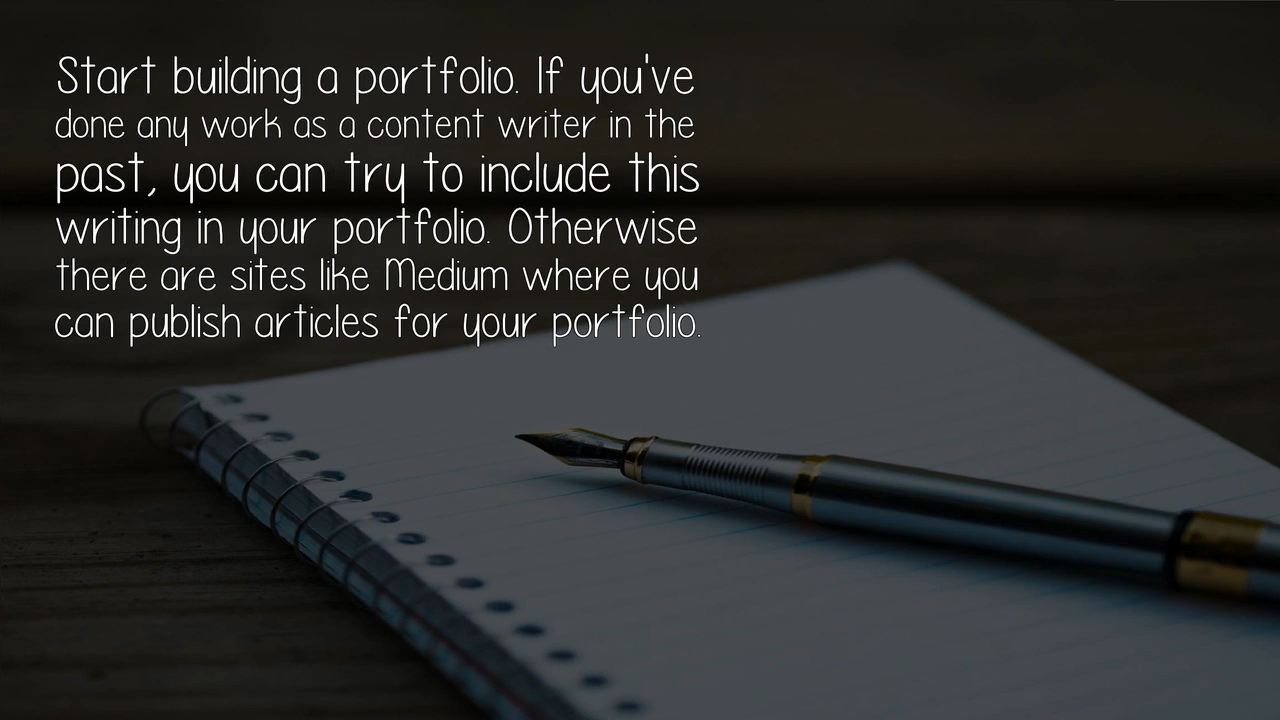 Start building a portfolio. If you've
done any work as a content writer in the
past, you can try to include this
writing in your portfolio. Otherwise
there are sites like Medium where you
can publish articles for your portfolio.